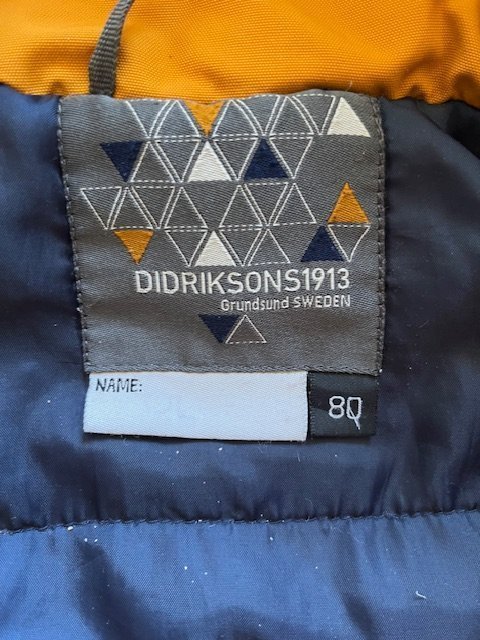 DIDRIKSONS1913
Grundsund SWEDEN
NAME:
80